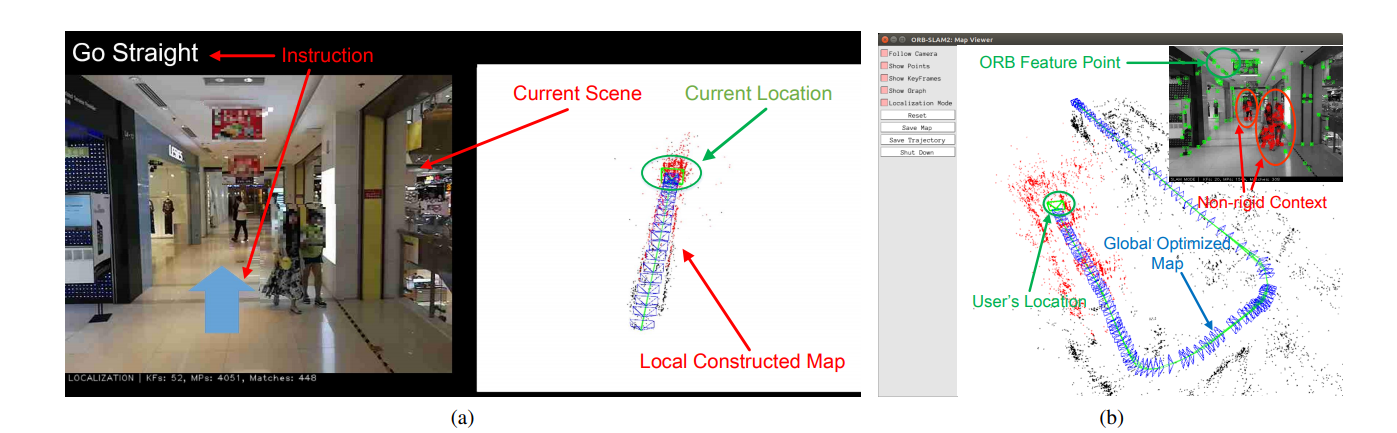 Go Straight
Instruction
Current Scene
Current Location
Local Constructed Map
LOCALIZATION | KFs: 52, MPs: 4051, Matches: 448
(a)
ORB-SLAM2: Map Viewer
Follow Camera
Show Points
Show KeyFrames
Show Graph
Localization Mode
Reset
Save Map
Save Trajectory
Shut Down
ORB Feature Point
Non-rigid Context
Global Optimized
Map
User's Location
(b)